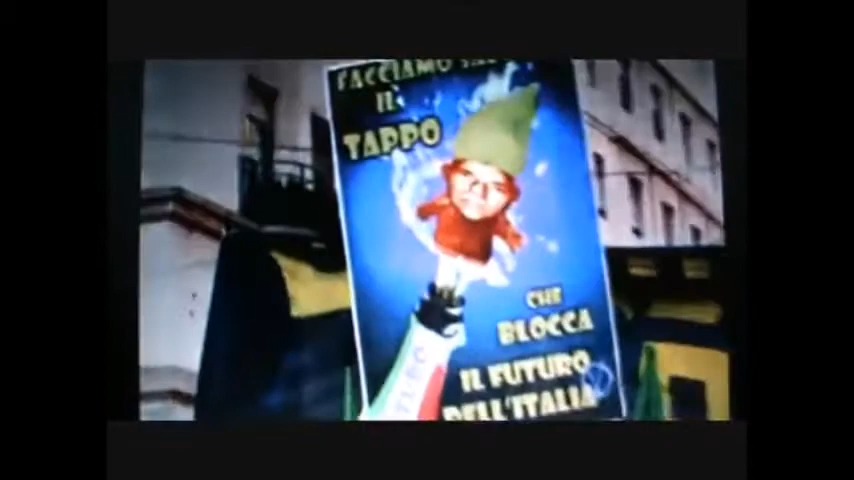 FACCIAMO
IL
TAPPO
CHE
BLOCCA
IL FUTURO
DELL'ITALIA